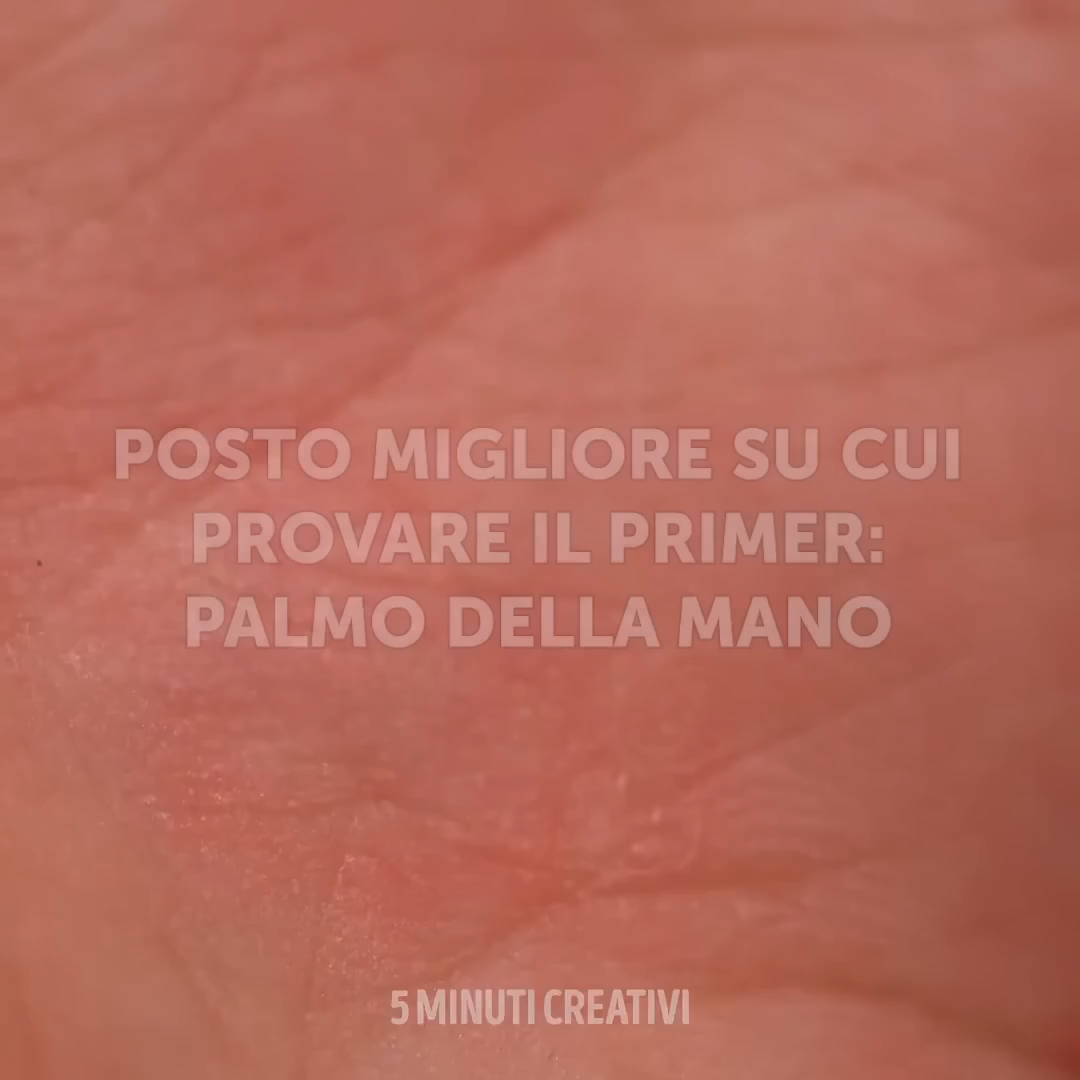 POSTO MIGLIORE SU CUI
PROVARE IL PRIMER:
PALMO DELLA MANO
5 MINUTI CREATIVI